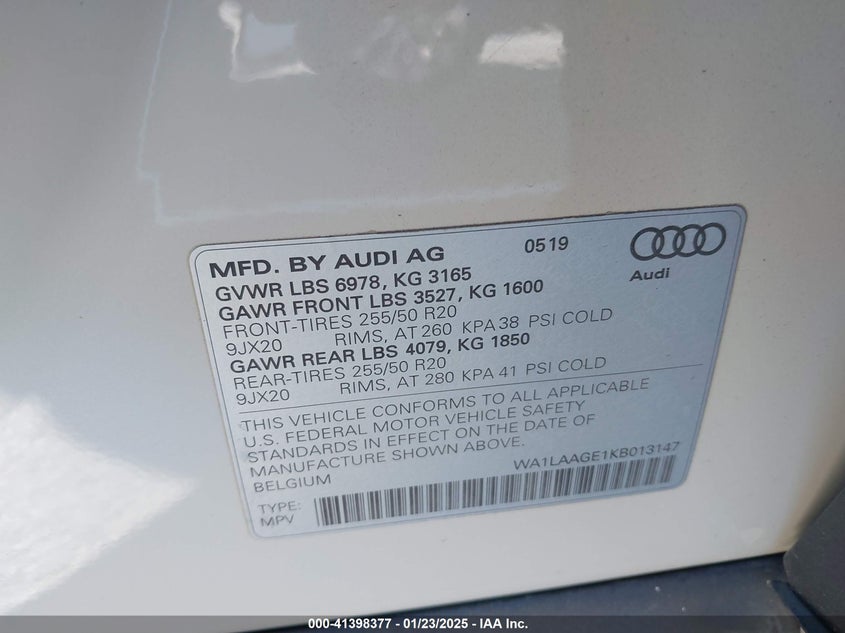 MFD. BY AUDI AG 0519
GVWR LBS 6978, KG 3165
GAWR FRONT LBS 3527, KG 1600
FRONT-TIRES 255/50 R20
9JX20 RIMS, AT 260 KPA 38 PSI COLD
GAWR REAR LBS 4079, KG 1850
REAR-TIRES 255/50 R20
9JX20 RIMS, AT 280 KPA 41 PSI COLD
Audi
THIS VEHICLE CONFORMS TO ALL APPLICABLE
U.S. FEDERAL MOTOR VEHICLE SAFETY
STANDARDS IN EFFECT ON THE DATE OF
MANUFACTURE SHOWN ABOVE.
BELGIUM WA1LAAGE1KB013147
TYPE:
MPV
000-41398377 / 01/23/2025 - IAA Inc.